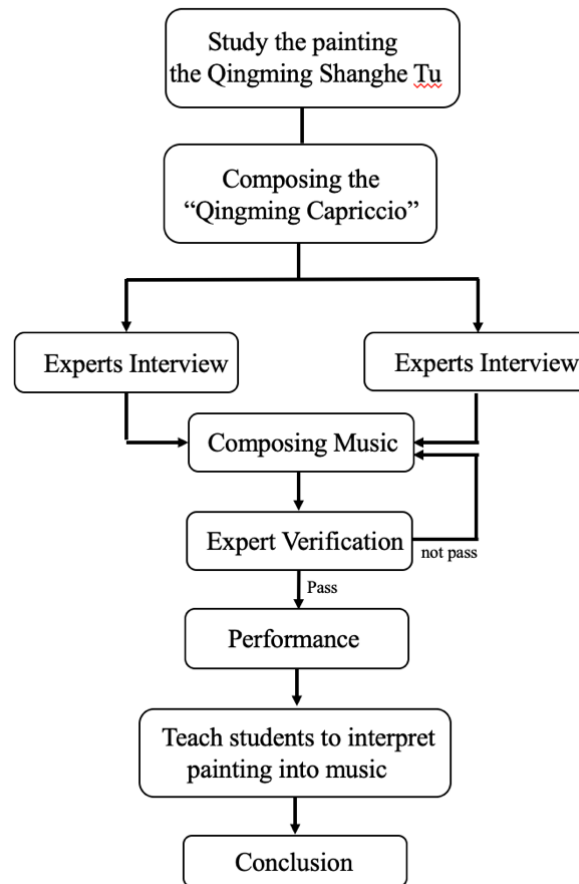 Study the painting
the Qingming Shanghe Tu
Composing the
“Qingming Capriccio”
Experts Interview
Experts Interview
Composing Music
Expert Verification
not pass
Pass
Performance
Teach students to interpret
painting into music
Conclusion